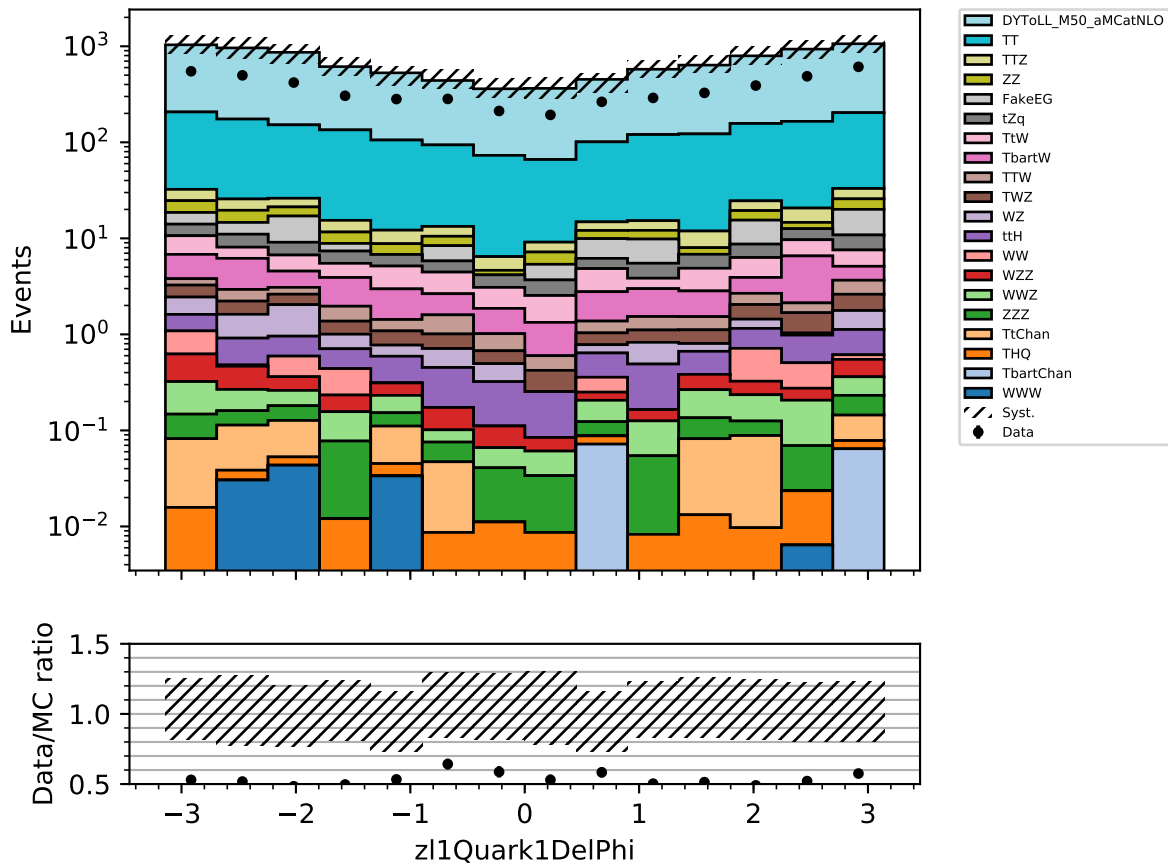 10³
10²
10¹
10⁰
10⁻¹
10⁻²
Events
DYToLL_M50_aMCatNLO
TT
TTZ
ZZ
FakeEG
tZq
TtW
TbartW
TTW
TWZ
WZ
ttH
WW
WZZ
WWZ
ZZZ
TtChan
THQ
TbartChan
WWW
Syst.
Data
1.5
1.0
0.5
Data/MC ratio
−3 −2 −1 0 1 2 3
zl1Quark1DelPhi